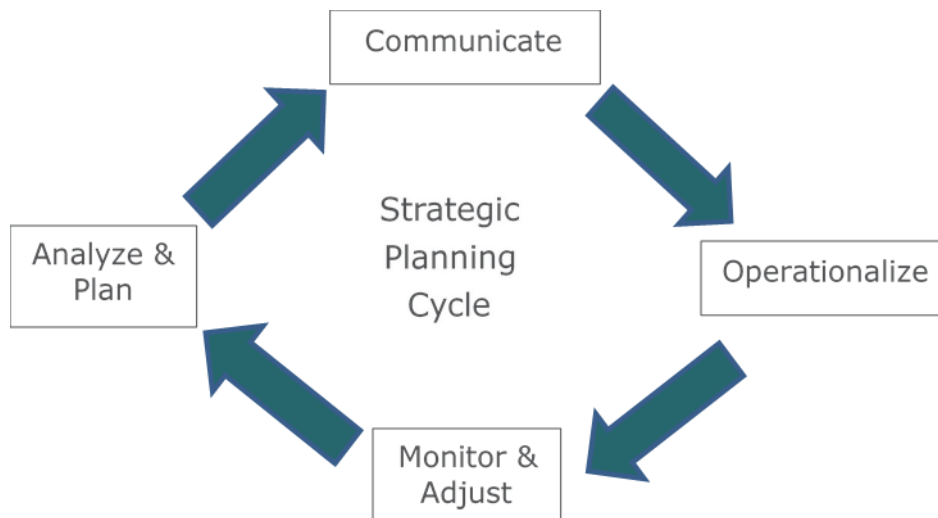 Communicate
Strategic
Planning
Cycle
Analyze &
Plan
Operationalize
Monitor &
Adjust